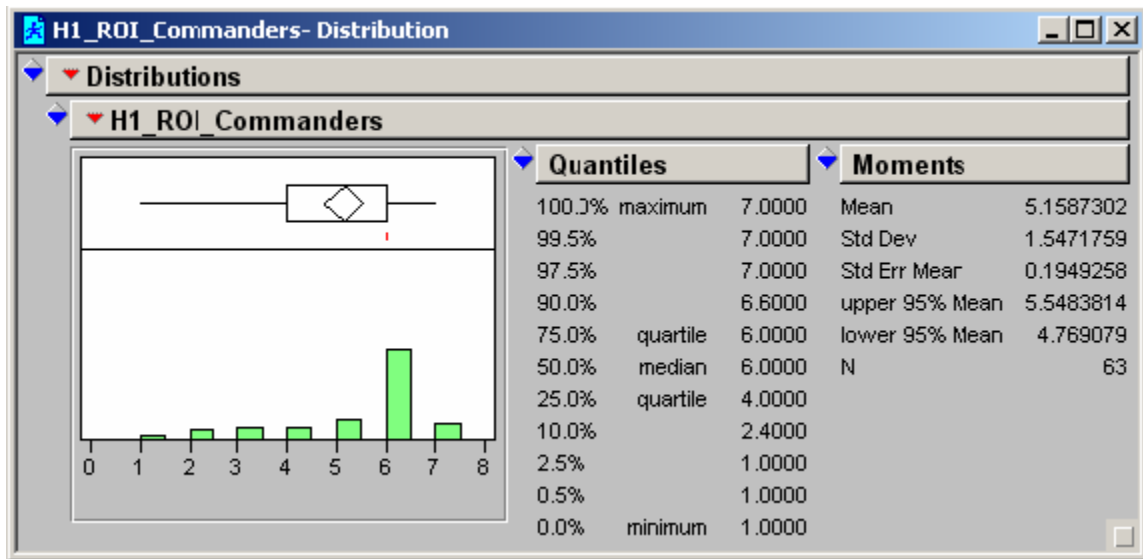 H1_ROI_Commanders- Distribution
Distributions
H1_ROI_Commanders
0 1 2 3 4 5 6 7 8
Quantiles
100.0% maximum 7.0000
99.5% 7.0000
97.5% 7.0000
90.0% 6.6000
75.0% quartile 6.0000
50.0% median 6.0000
25.0% quartile 4.0000
10.0% 2.4000
2.5% 1.0000
0.5% 1.0000
0.0% minimum 1.0000
Moments
Mean 5.1587302
Std Dev 1.5471759
Std Err Mean 0.1949258
upper 95% Mean 5.5483814
lower 95% Mean 4.769079
N 63